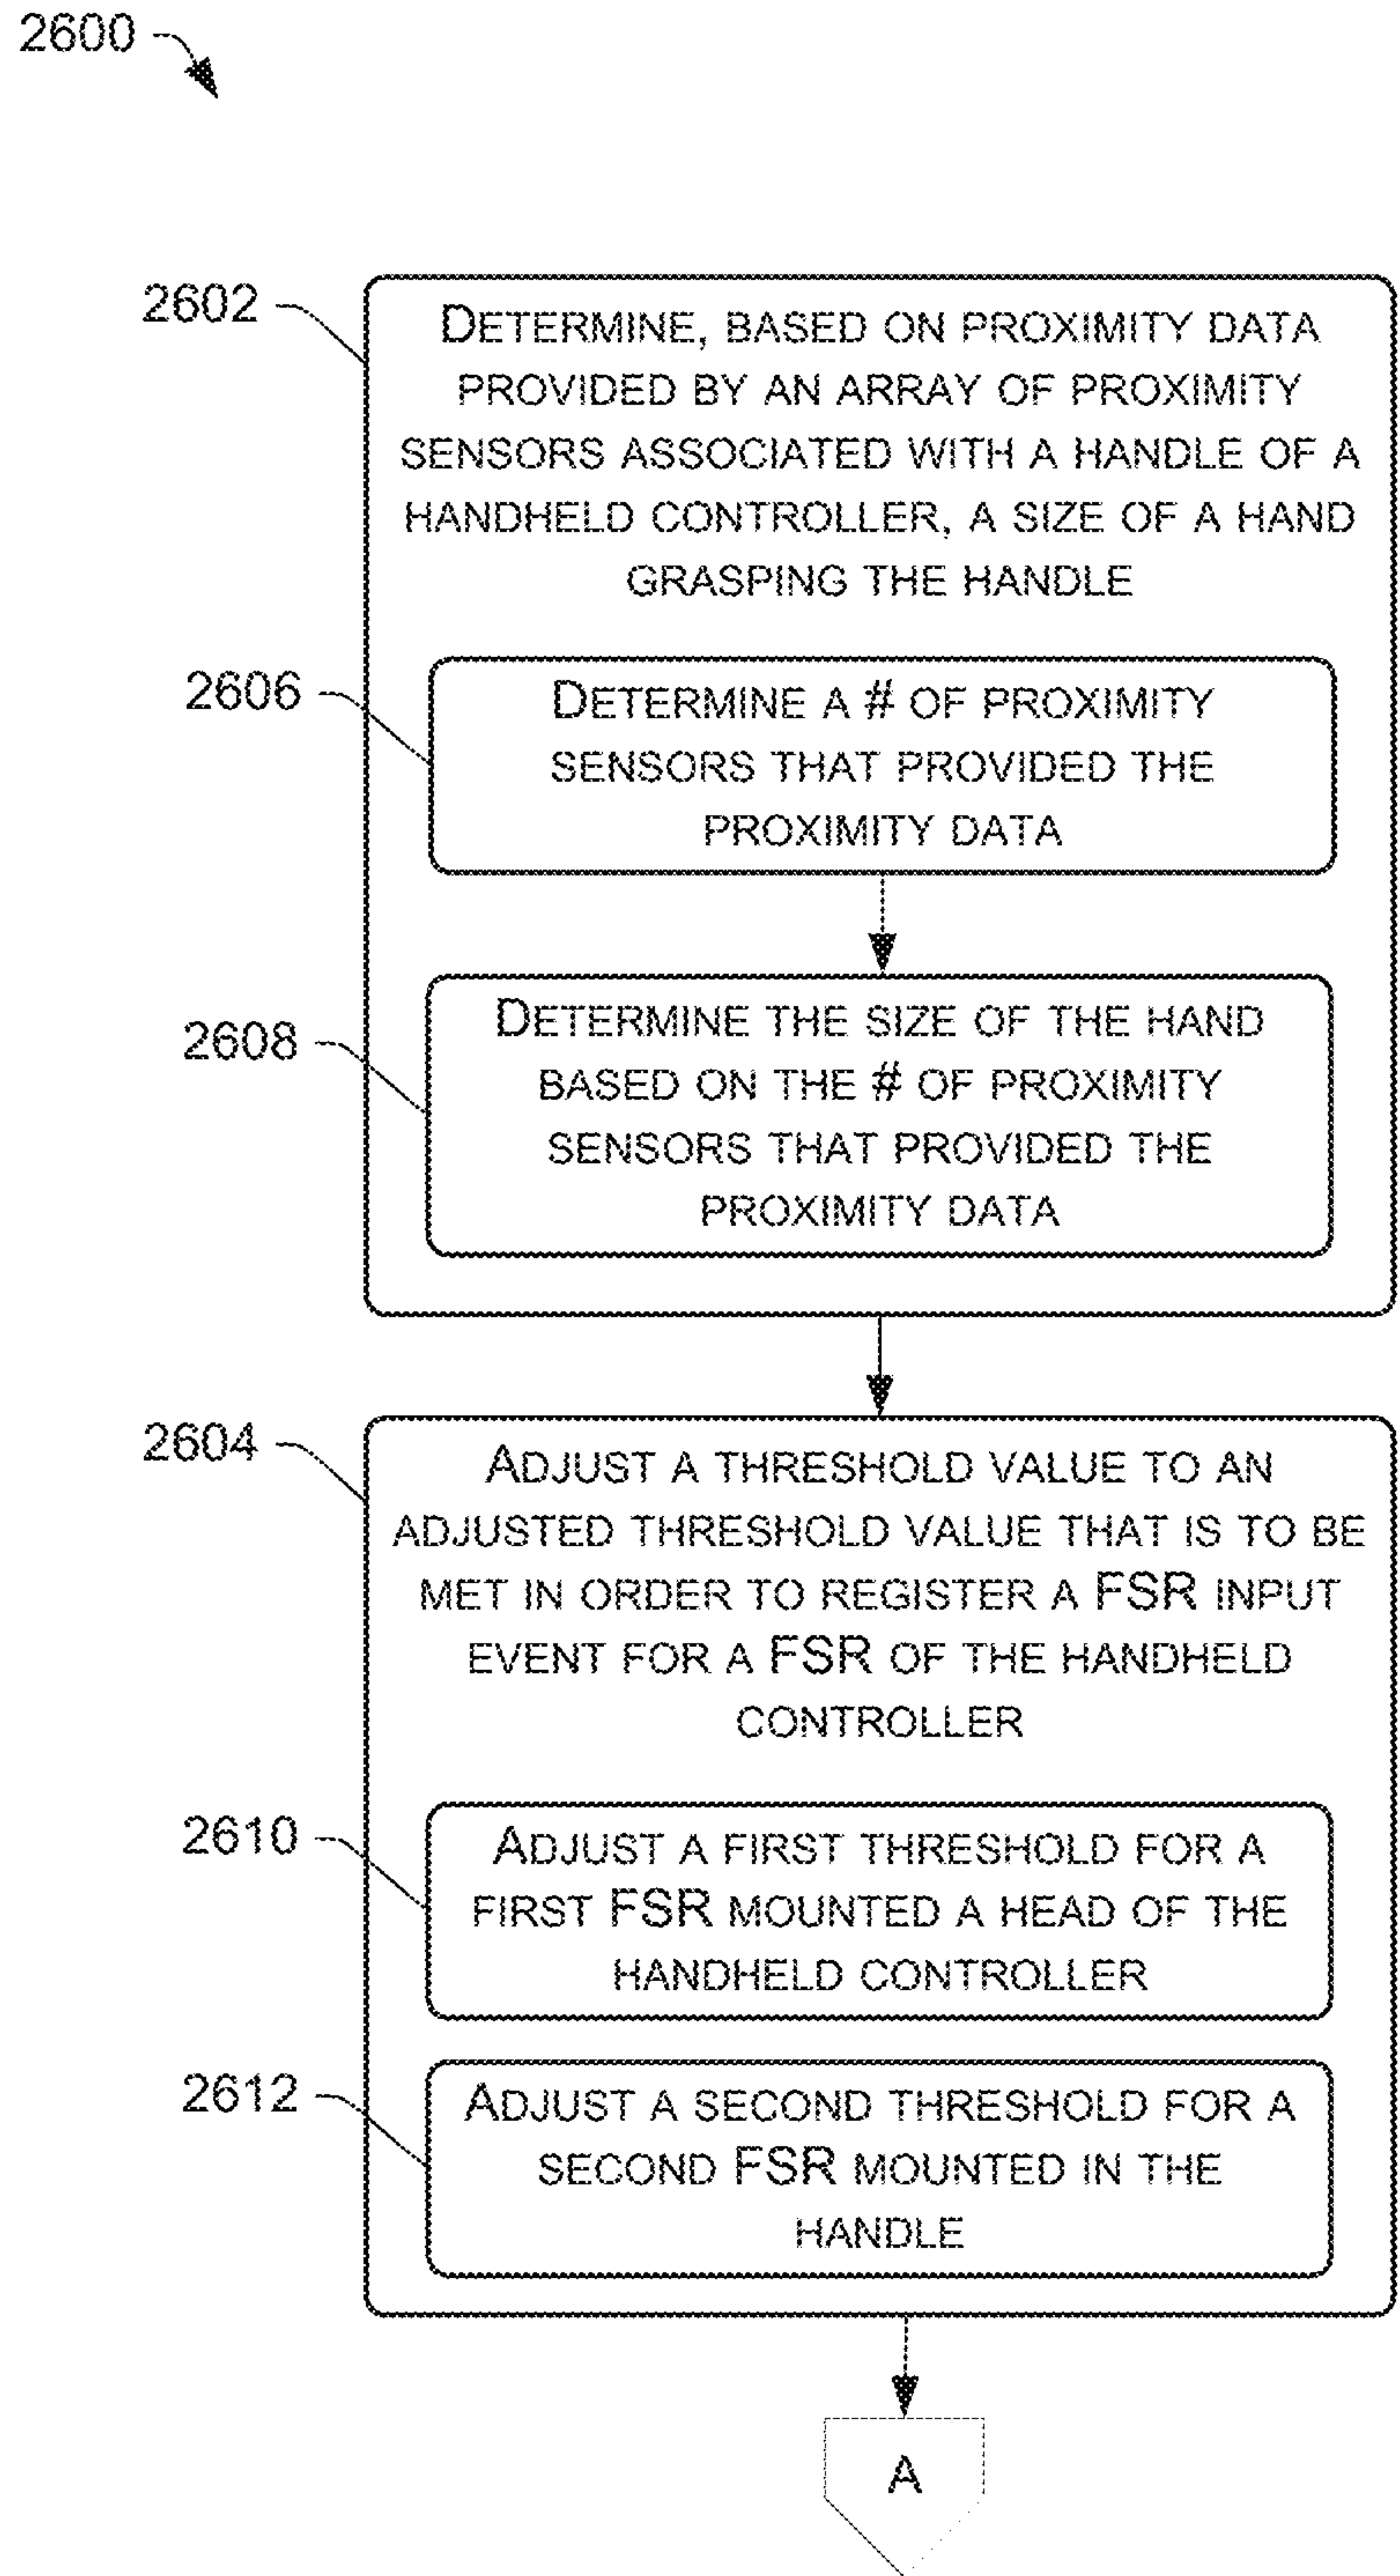 2600
2602
DETERMINE, BASED ON PROXIMITY DATA
PROVIDED BY AN ARRAY OF PROXIMITY
SENSORS ASSOCIATED WITH A HANDLE OF A
HANDHELD CONTROLLER, A SIZE OF A HAND
GRASPING THE HANDLE
2606
DETERMINE A # OF PROXIMITY
SENSORS THAT PROVIDED THE
PROXIMITY DATA
2608
DETERMINE THE SIZE OF THE HAND
BASED ON THE # OF PROXIMITY
SENSORS THAT PROVIDED THE
PROXIMITY DATA
2604
ADJUST A THRESHOLD VALUE TO AN
ADJUSTED THRESHOLD VALUE THAT IS TO BE
MET IN ORDER TO REGISTER A FSR INPUT
EVENT FOR A FSR OF THE HANDHELD
CONTROLLER
2610
ADJUST A FIRST THRESHOLD FOR A
FIRST FSR MOUNTED A HEAD OF THE
HANDHELD CONTROLLER
2612
ADJUST A SECOND THRESHOLD FOR A
SECOND FSR MOUNTED IN THE
HANDLE
A